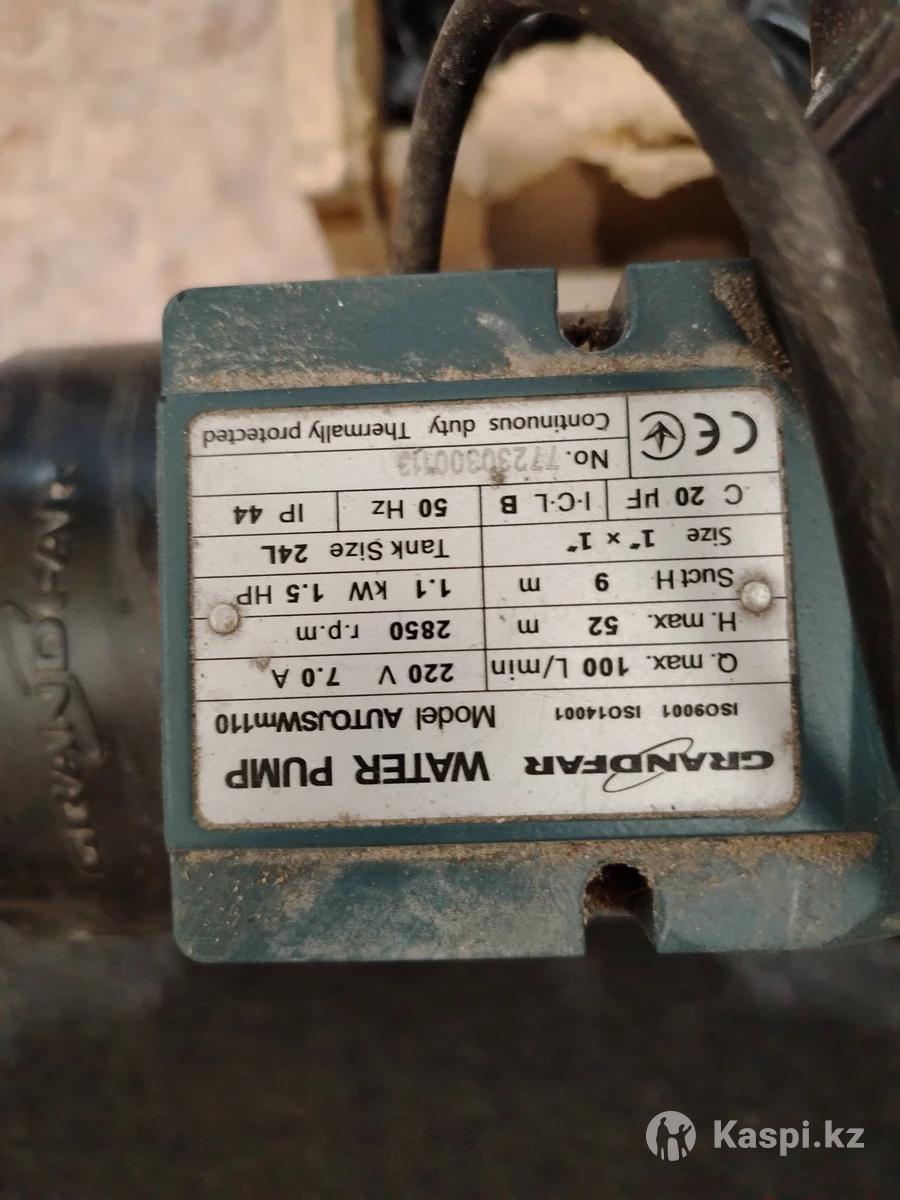 GRANDFAR WATER PUMP
ISO9001 ISO14001 Model AUTOJSWm110
Q. max. 100 L/min 220 V 7.0 A
H. max. 52 m 2850 r.p.m
Suct H 9 m 1.1 kW 1.5 HP
Size 1" × 1" Tank Size 24L
C 20 µF I·C·L B 50 Hz IP 44
No.
CE Continuous duty Thermally protected
GRANDFAR
Kaspi.kz